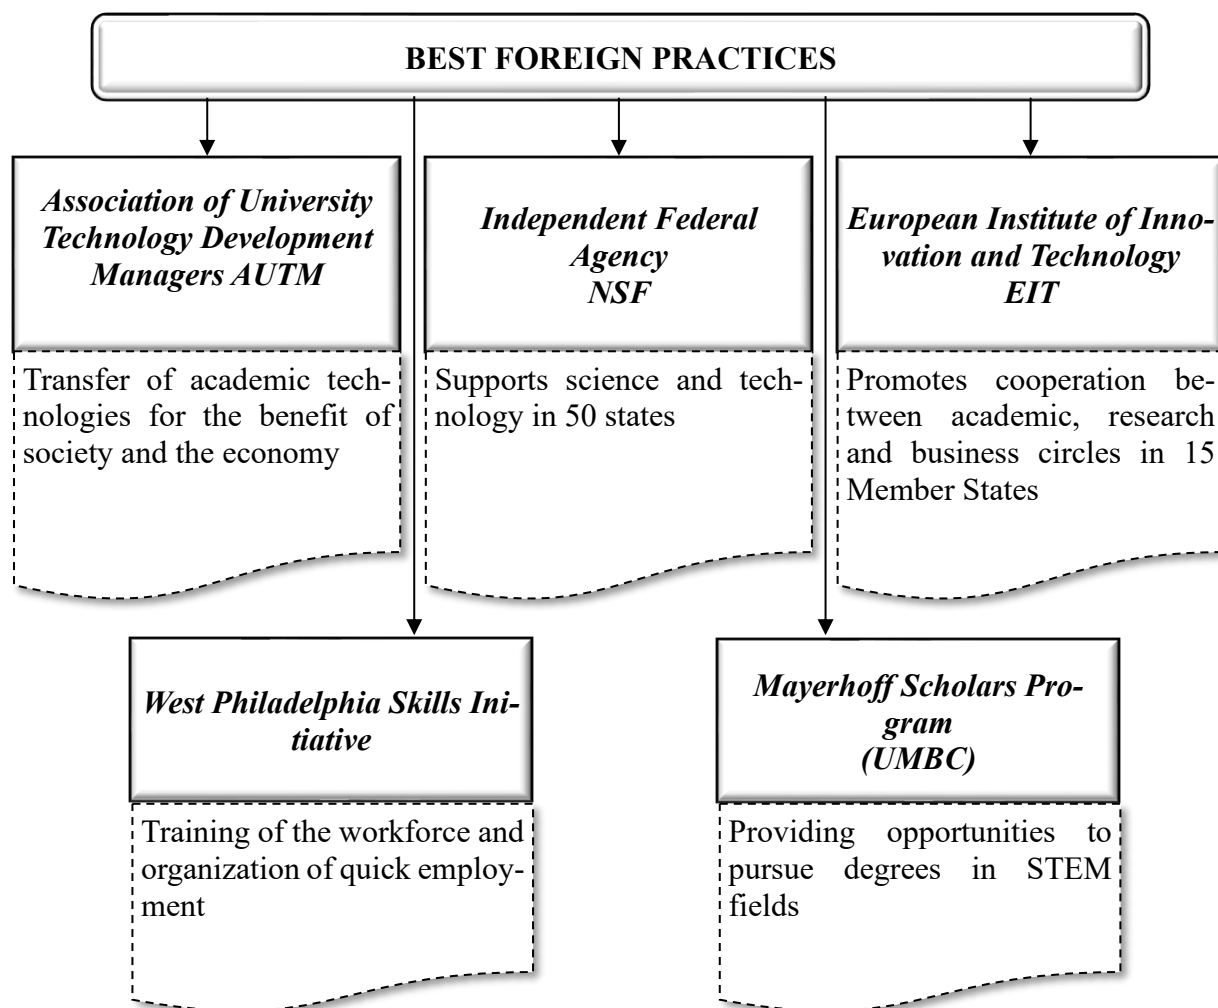 BEST FOREIGN PRACTICES
Association of University
Technology Development
Managers AUTM
Transfer of academic tech-
nologies for the benefit of
society and the economy
Independent Federal
Agency
NSF
Supports science and tech-
nology in 50 states
European Institute of Inno-
vation and Technology
EIT
Promotes cooperation be-
tween academic, research
and business circles in 15
Member States
West Philadelphia Skills Ini-
tiative
Training of the workforce and
organization of quick employ-
ment
Mayerhoff Scholars Pro-
gram
(UMBC)
Providing opportunities to
pursue degrees in STEM
fields